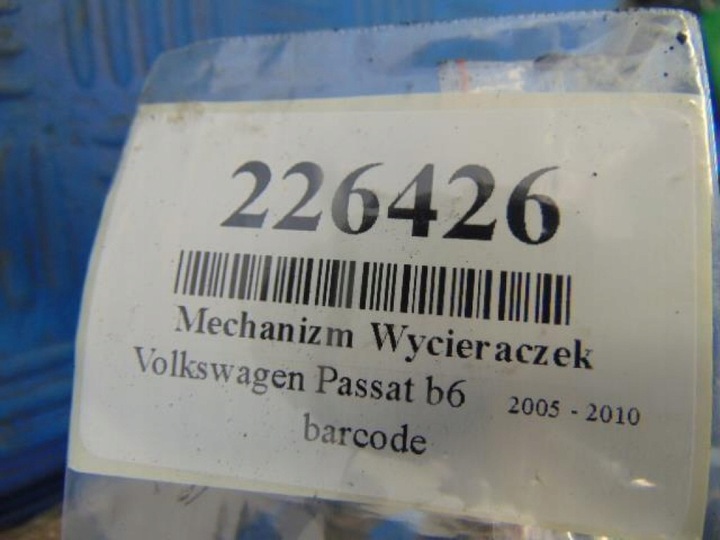 226426
Mechanizm Wycieraczek
Volkswagen Passat b6 2005 - 2010
barcode